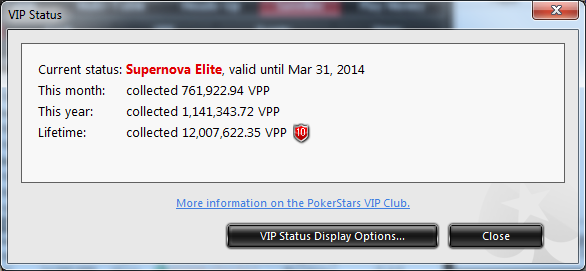 VIP Status
Current status: Supernova Elite, valid until Mar 31, 2014
This month: collected 761,922.94 VPP
This year: collected 1,141,343.72 VPP
Lifetime: collected 12,007,622.35 VPP 10
More information on the PokerStars VIP Club.
VIP Status Display Options... Close